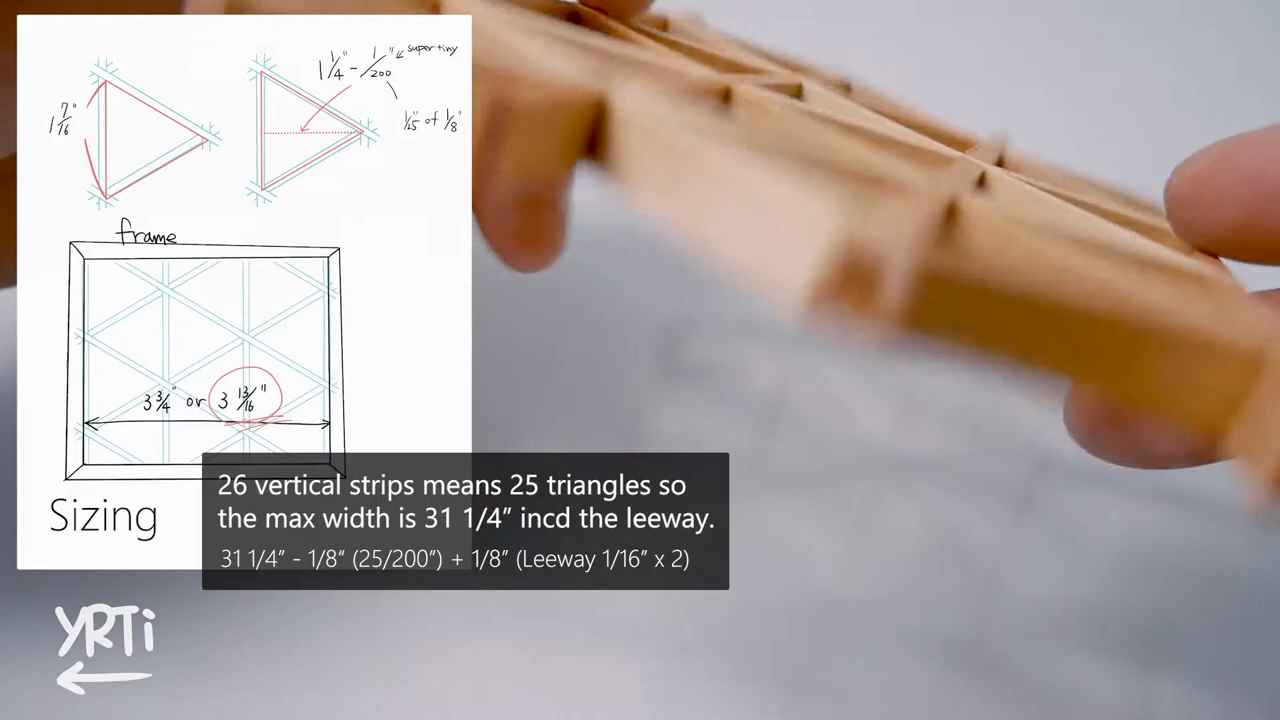 1 1/4" - 1/200" super tiny
1 7/16"
1/25" of 1/8"
frame
3 3/4" or 3 13/16"
Sizing
26 vertical strips means 25 triangles so
the max width is 31 1/4” incd the leeway.
31 1/4” - 1/8“ (25/200”) + 1/8” (Leeway 1/16” x 2)
YRTi